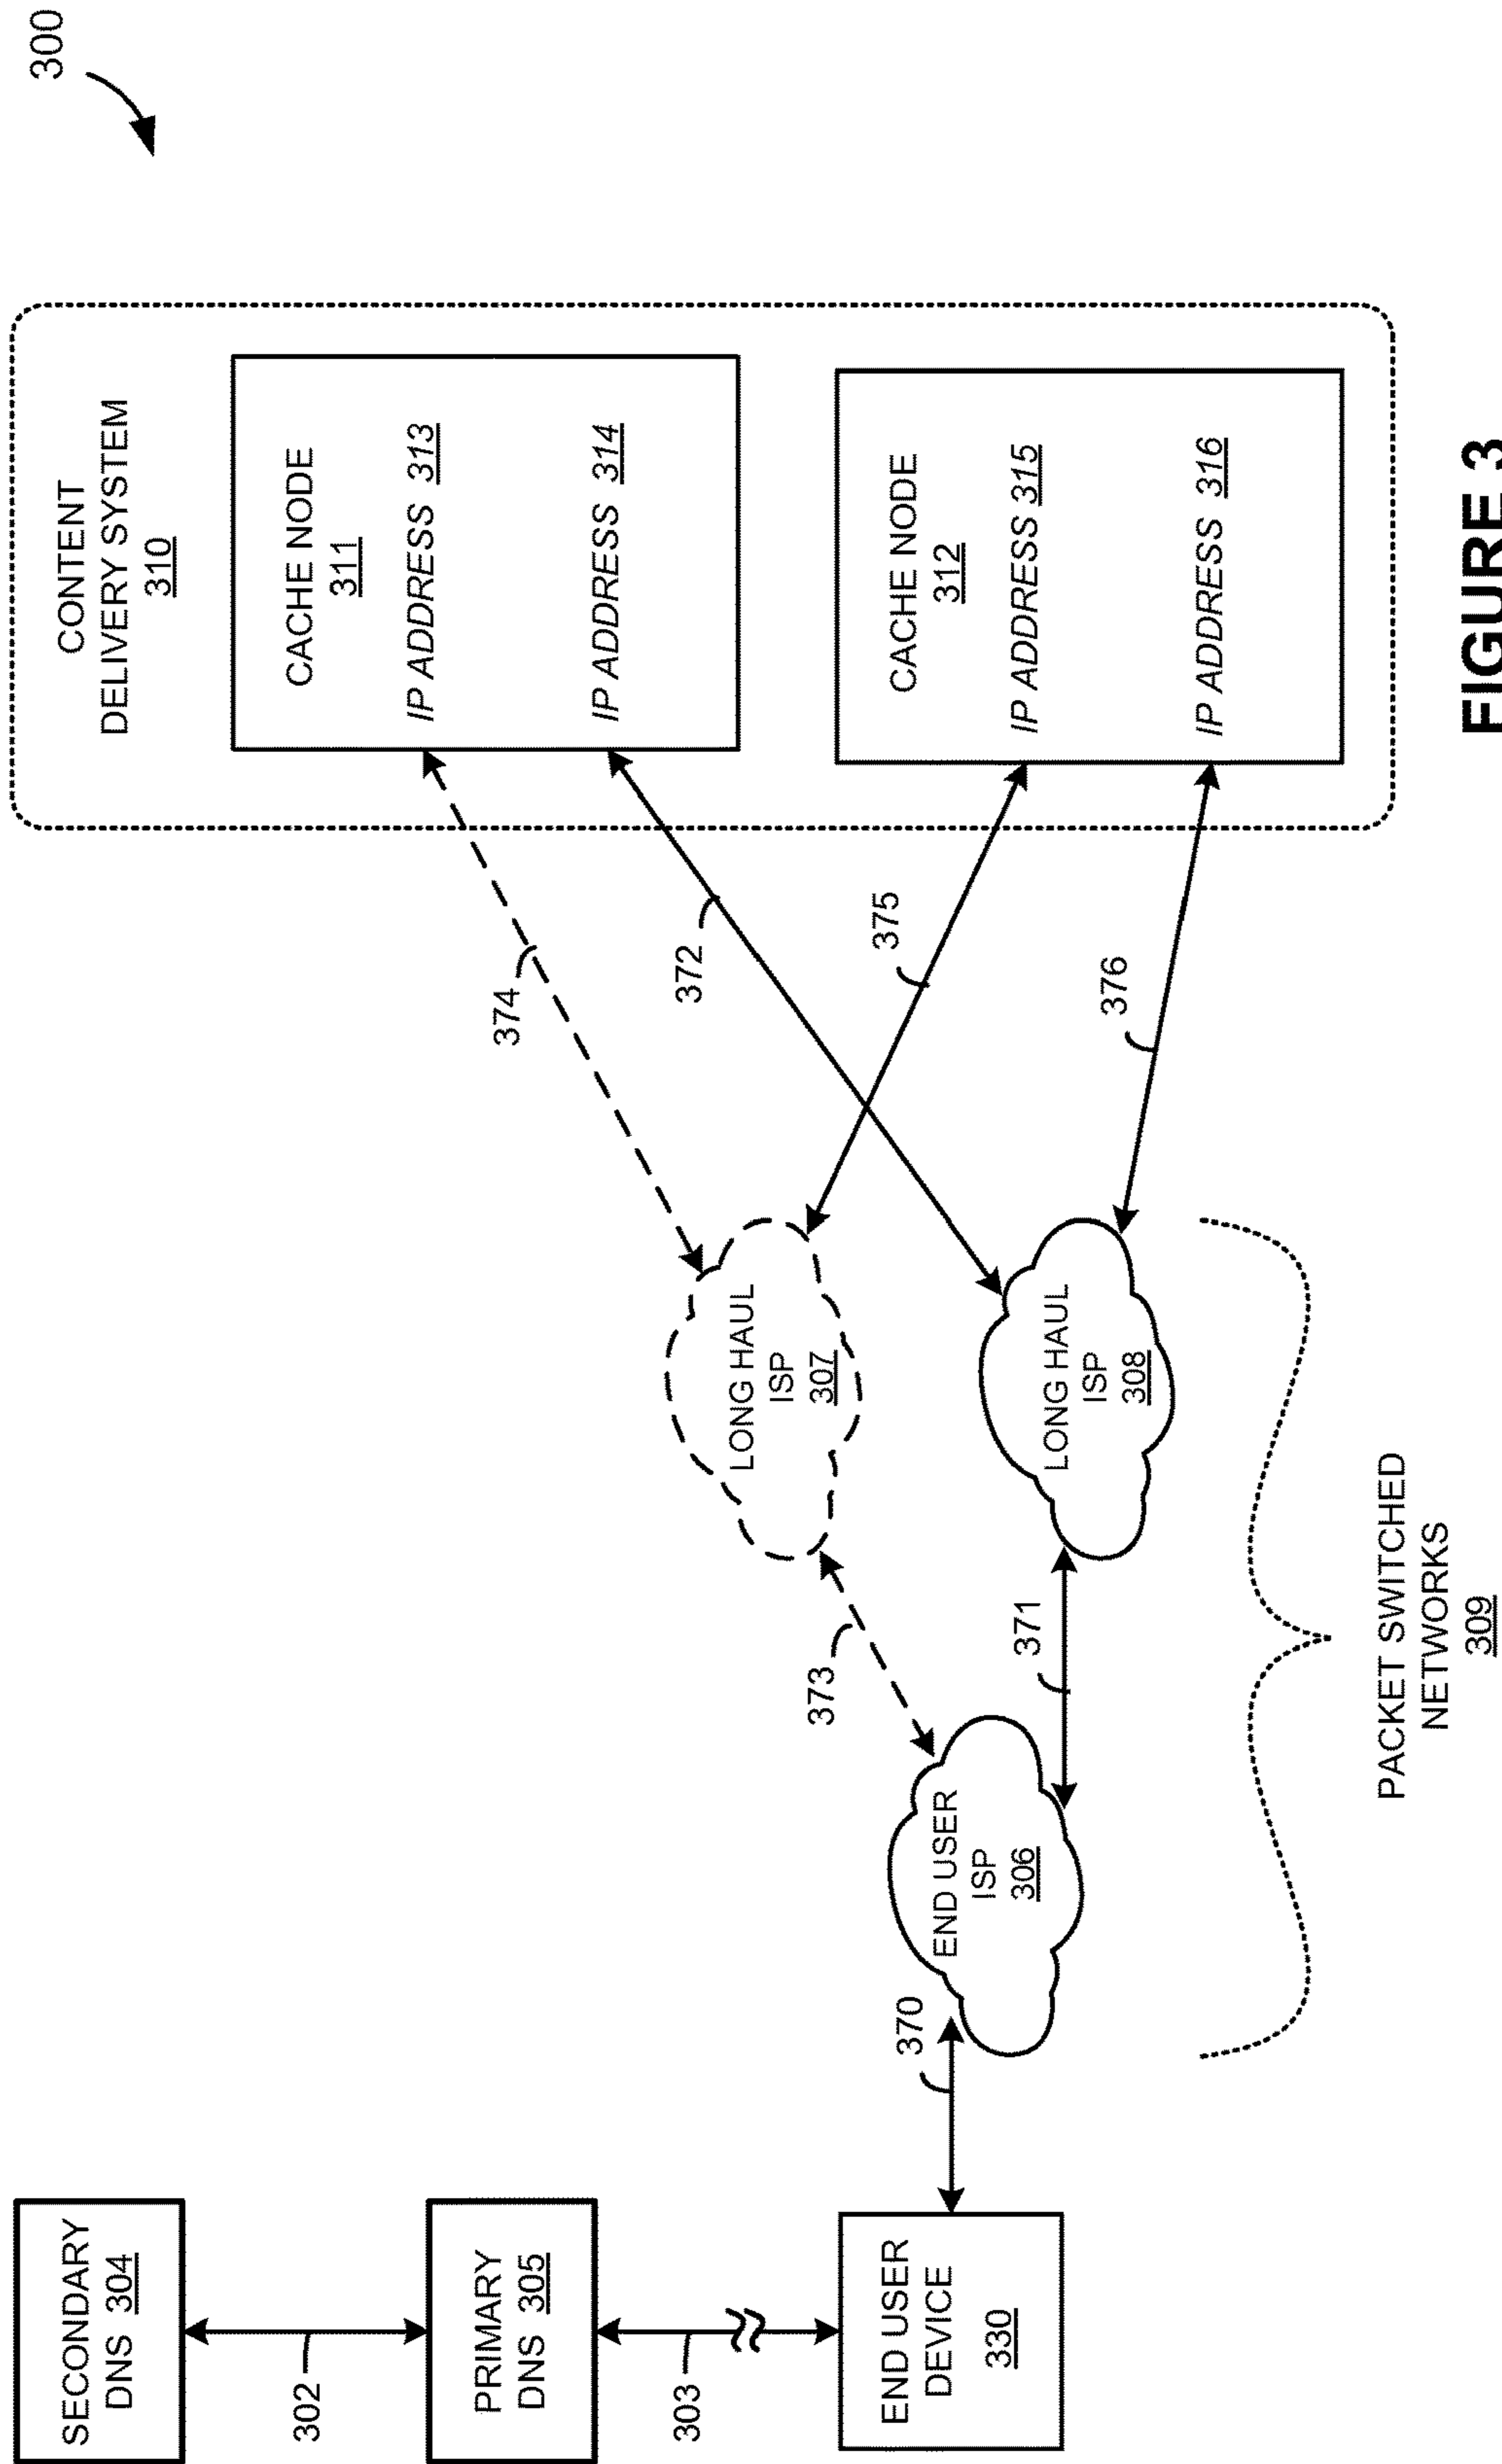 300
CONTENT
DELIVERY SYSTEM
310
CACHE NODE
311
IP ADDRESS 313
IP ADDRESS 314
CACHE NODE
312
IP ADDRESS 315
IP ADDRESS 316
SECONDARY
DNS 304
302
PRIMARY
DNS 305
303
END USER
DEVICE
330
370
END USER
ISP
306
373
371
LONG HAUL
ISP
307
LONG HAUL
ISP
308
374
372
375
376
PACKET SWITCHED
NETWORKS
309
FIGURE 3